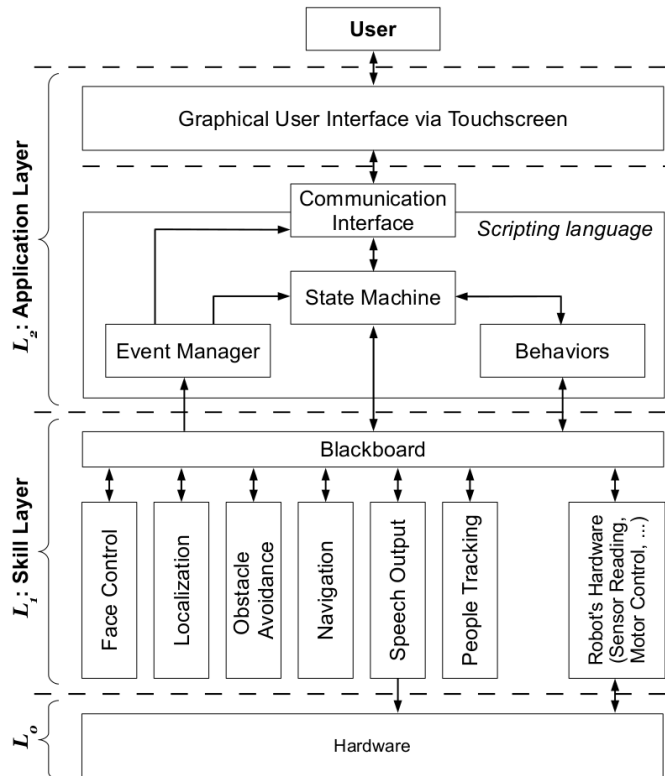 User
Graphical User Interface via Touchscreen
Communication
Interface
Scripting language
State Machine
Event Manager
Behaviors
L₂: Application Layer
Blackboard
Face Control
Localization
Obstacle
Avoidance
Navigation
Speech Output
People Tracking
Robot's Hardware
(Sensor Reading,
Motor Control, ...)
L₁: Skill Layer
L₀
Hardware